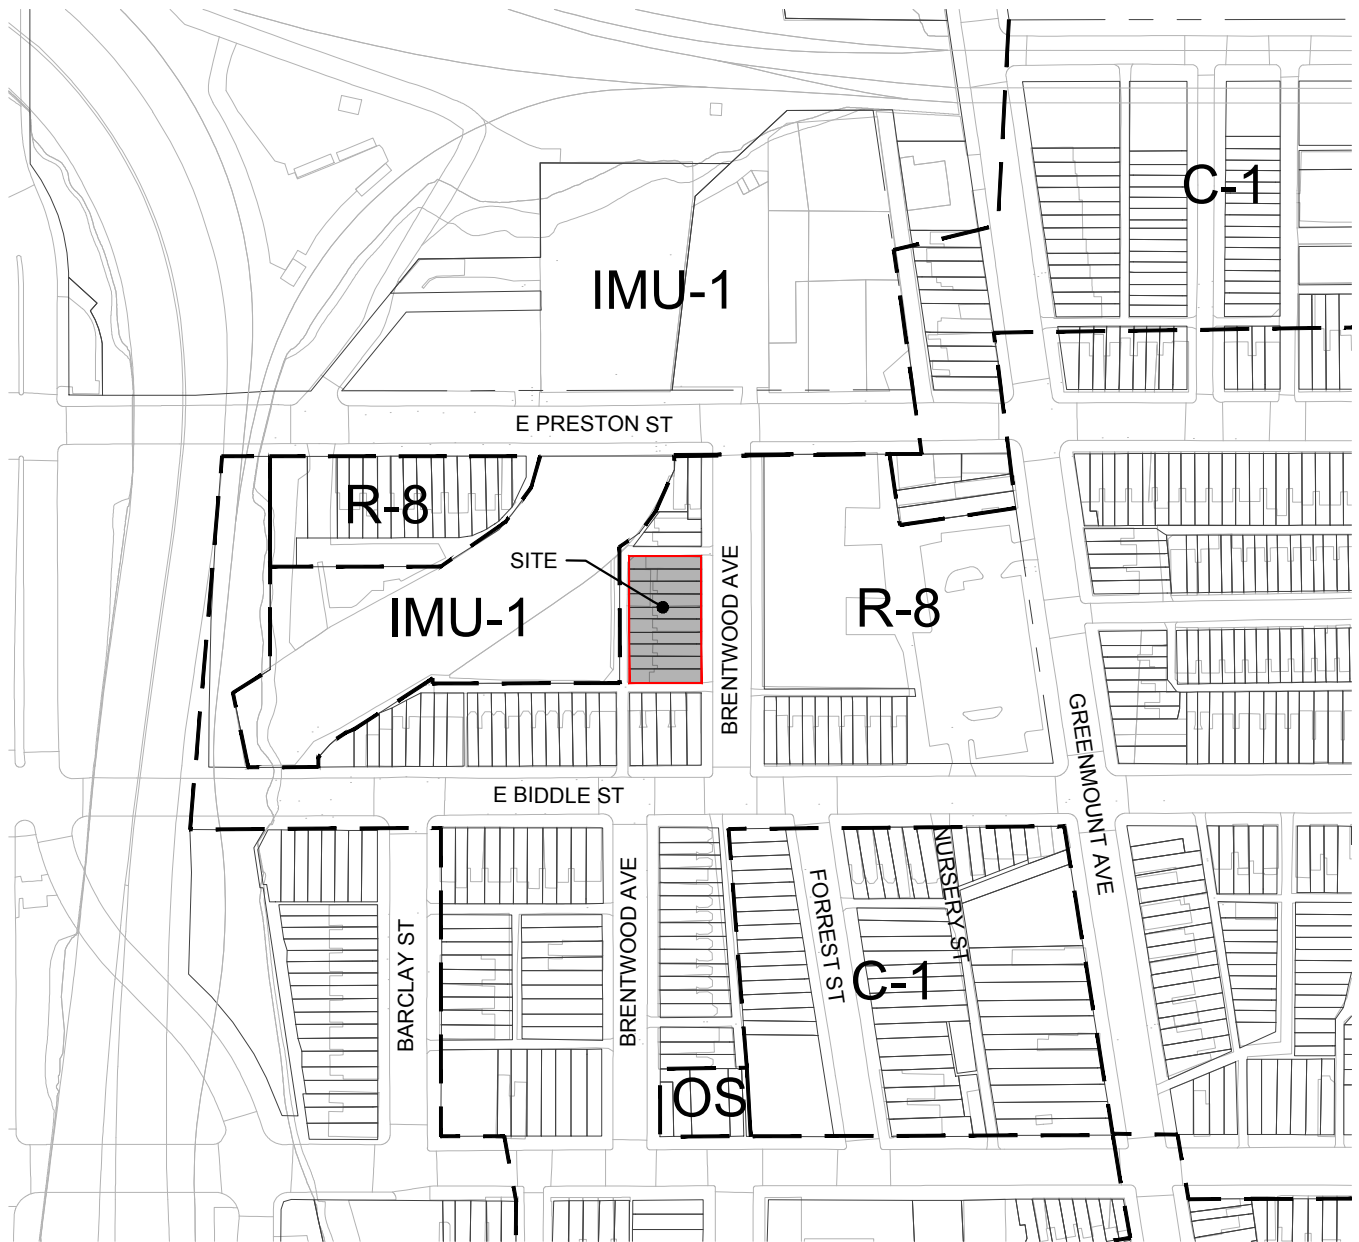 C-1
IMU-1
E PRESTON ST
R-8
SITE
BRENTWOOD AVE
IMU-1
R-8
GREENMOUNT AVE
E BIDDLE ST
NURSERY ST
FORREST ST
BRENTWOOD AVE
BARCLAY ST
C-1
OS